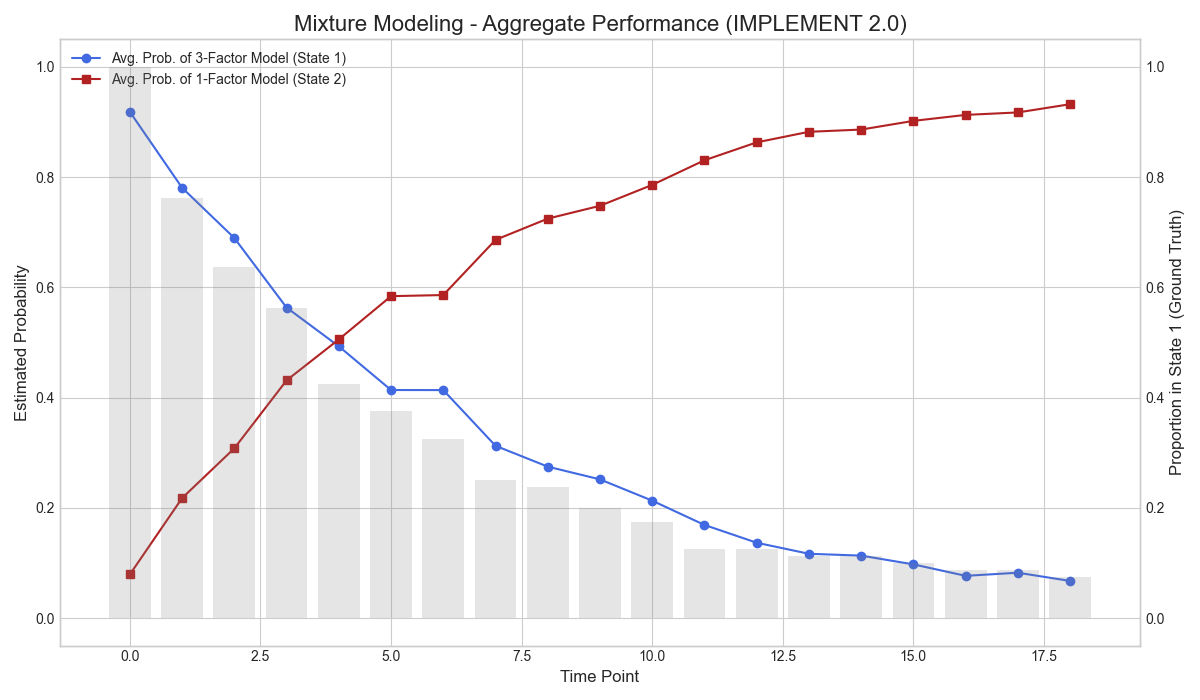 Mixture Modeling - Aggregate Performance (IMPLEMENT 2.0)
Avg. Prob. of 3-Factor Model (State 1)
Avg. Prob. of 1-Factor Model (State 2)
Estimated Probability
1.0
0.8
0.6
0.4
0.2
0.0
Proportion in State 1 (Ground Truth)
1.0
0.8
0.6
0.4
0.2
0.0
0.0 2.5 5.0 7.5 10.0 12.5 15.0 17.5
Time Point